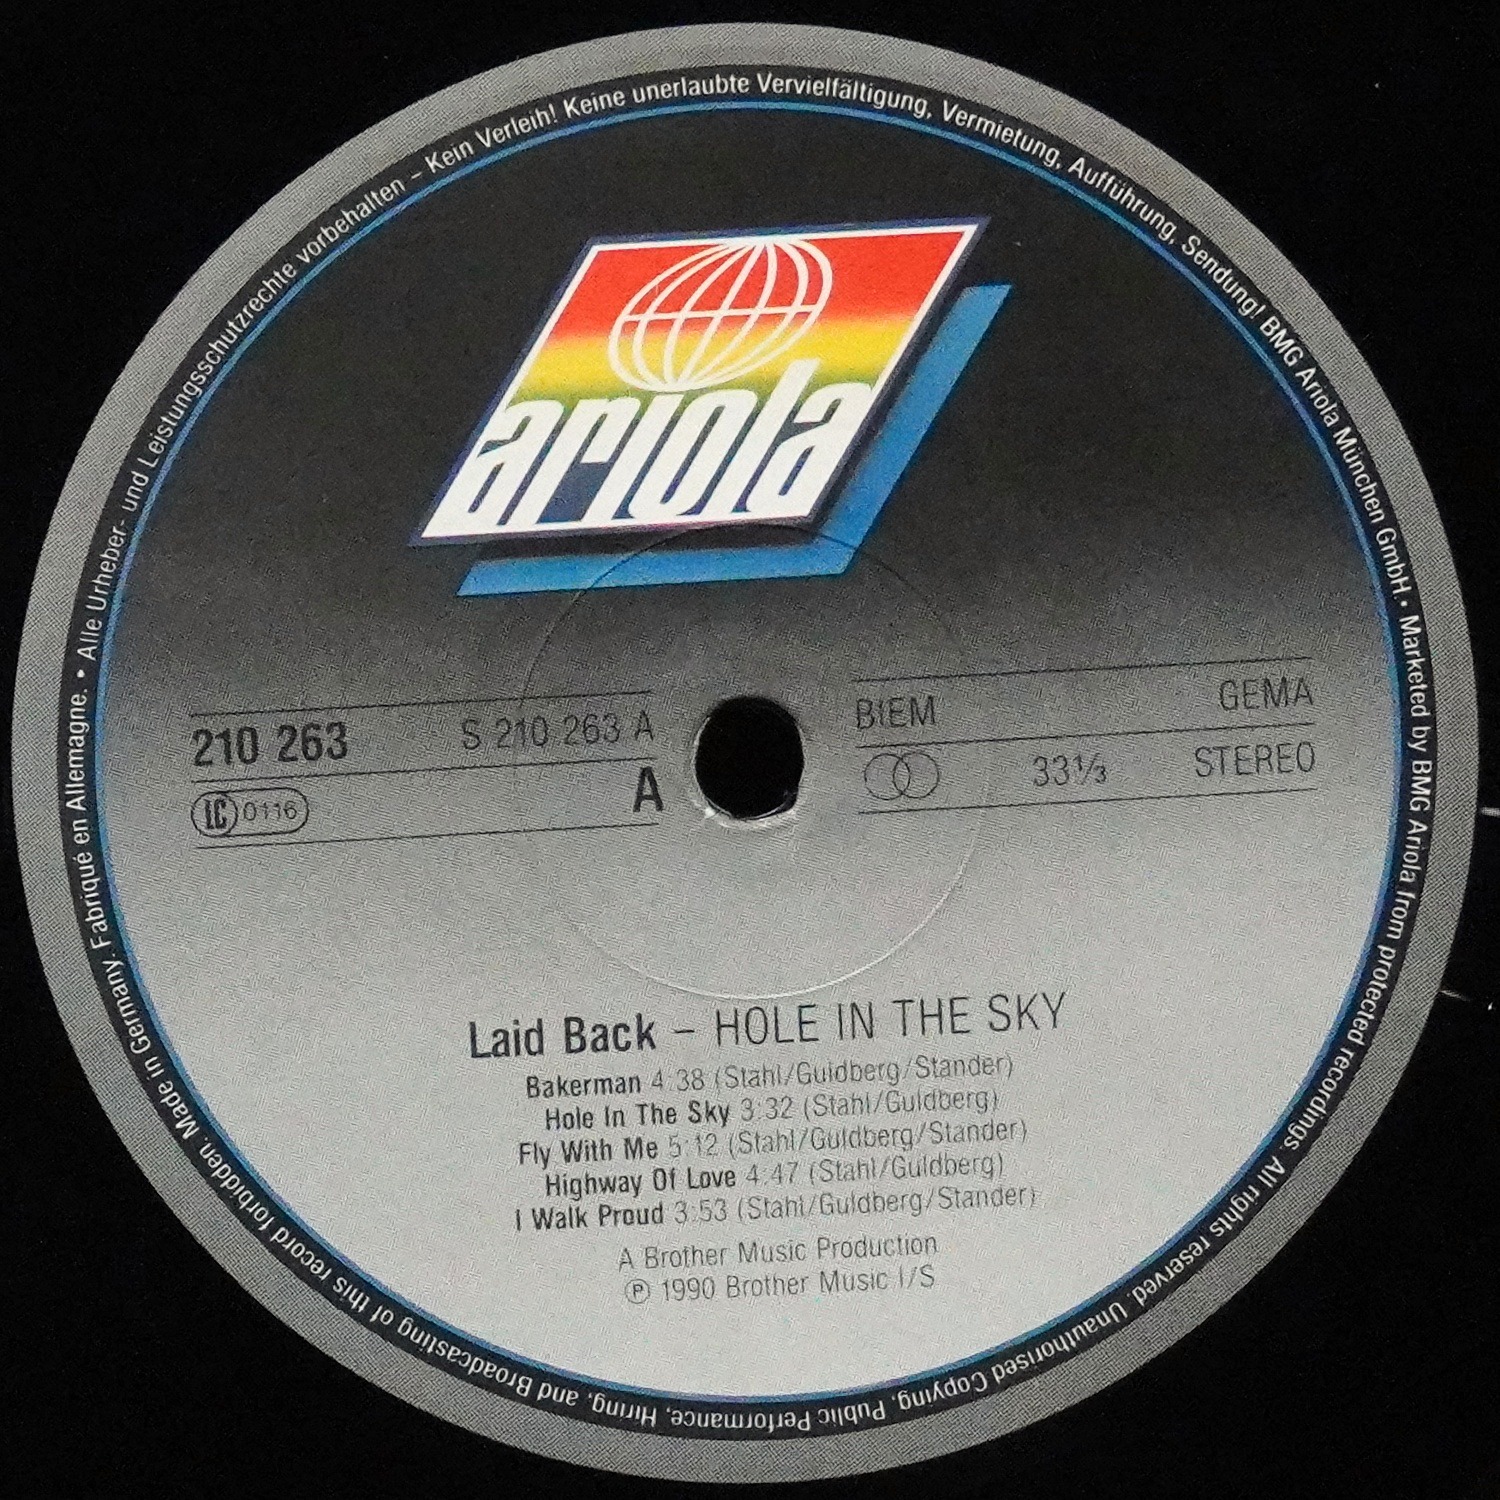 • Alle Urheber- und Leistungsschutzrechte vorbehalten – Kein Verleih! Keine unerlaubte Vervielfältigung, Vermietung, Aufführung, Sendung! BMG Ariola München GmbH. • Marketed by BMG Ariola from protected recordings. All rights reserved. Unauthorised Copying, Public Performance, Hiring, and Broadcasting of this record forbidden. Made in Germany. Fabriqué en Allemagne.
ariola
210 263 S 210 263 A
LC 0116 A
BIEM GEMA
33⅓ STEREO
Laid Back – HOLE IN THE SKY
Bakerman 4:38 (Stahl/Guldberg/Stander)
Hole In The Sky 3:32 (Stahl/Guldberg)
Fly With Me 5:12 (Stahl/Guldberg/Stander)
Highway Of Love 4:47 (Stahl/Guldberg)
I Walk Proud 3:53 (Stahl/Guldberg/Stander)
A Brother Music Production
℗ 1990 Brother Music I/S